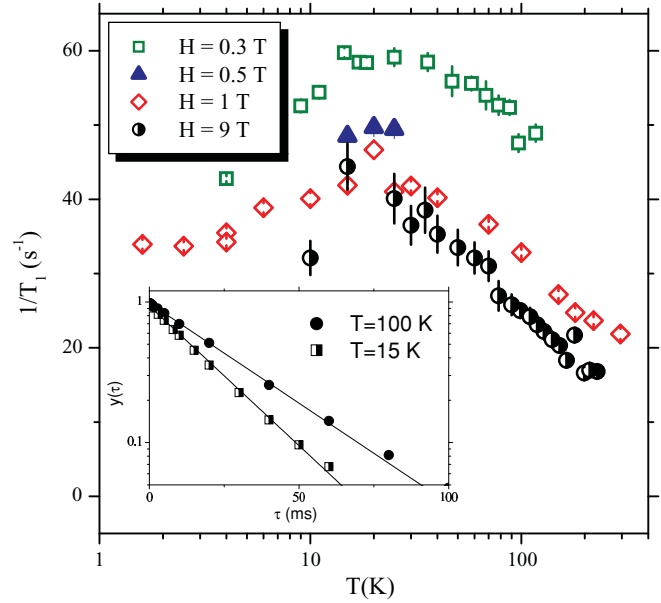 H = 0.3 T
H = 0.5 T
H = 1 T
H = 9 T
60
40
20
0
1/T₁ (s⁻¹)
1
10
100
T(K)
1
0.1
y(τ)
T=100 K
T=15 K
0
50
100
τ (ms)